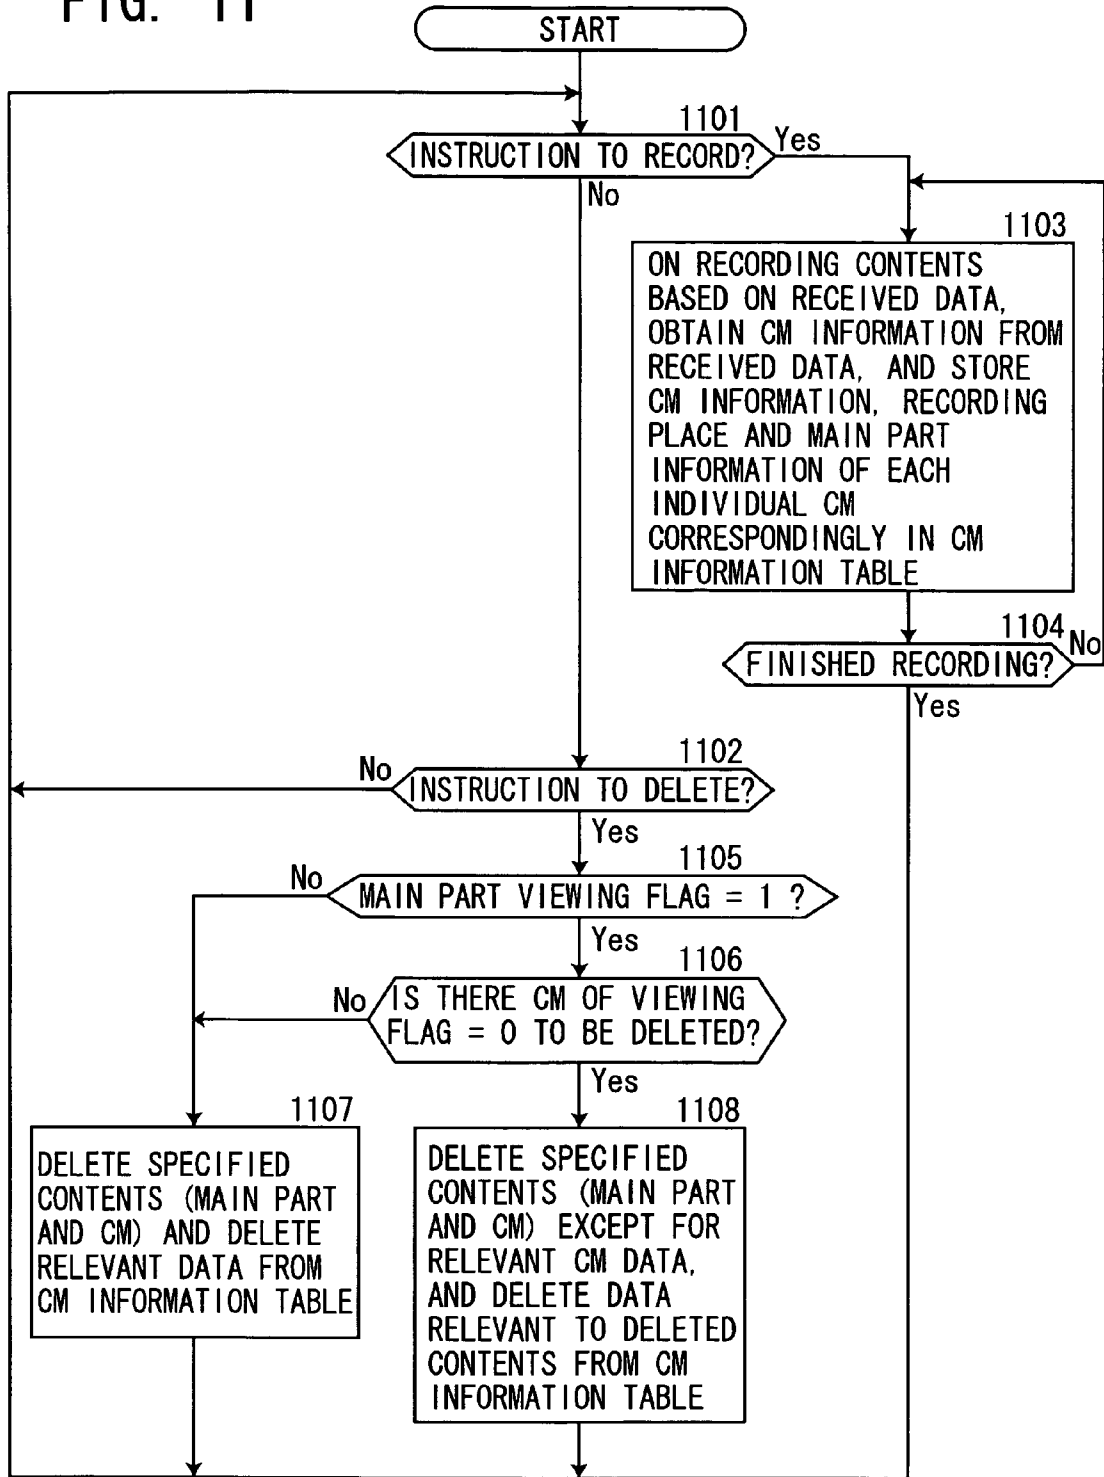 FIG. 11
START
1101
INSTRUCTION TO RECORD?
Yes
No
1103
ON RECORDING CONTENTS
BASED ON RECEIVED DATA,
OBTAIN CM INFORMATION FROM
RECEIVED DATA, AND STORE
CM INFORMATION, RECORDING
PLACE AND MAIN PART
INFORMATION OF EACH
INDIVIDUAL CM
CORRESPONDINGLY IN CM
INFORMATION TABLE
1104
FINISHED RECORDING?
No
Yes
1102
INSTRUCTION TO DELETE?
No
Yes
1105
MAIN PART VIEWING FLAG = 1 ?
No
Yes
1106
IS THERE CM OF VIEWING
FLAG = 0 TO BE DELETED?
No
Yes
1107
DELETE SPECIFIED
CONTENTS (MAIN PART
AND CM) AND DELETE
RELEVANT DATA FROM
CM INFORMATION TABLE
1108
DELETE SPECIFIED
CONTENTS (MAIN PART
AND CM) EXCEPT FOR
RELEVANT CM DATA,
AND DELETE DATA
RELEVANT TO DELETED
CONTENTS FROM CM
INFORMATION TABLE